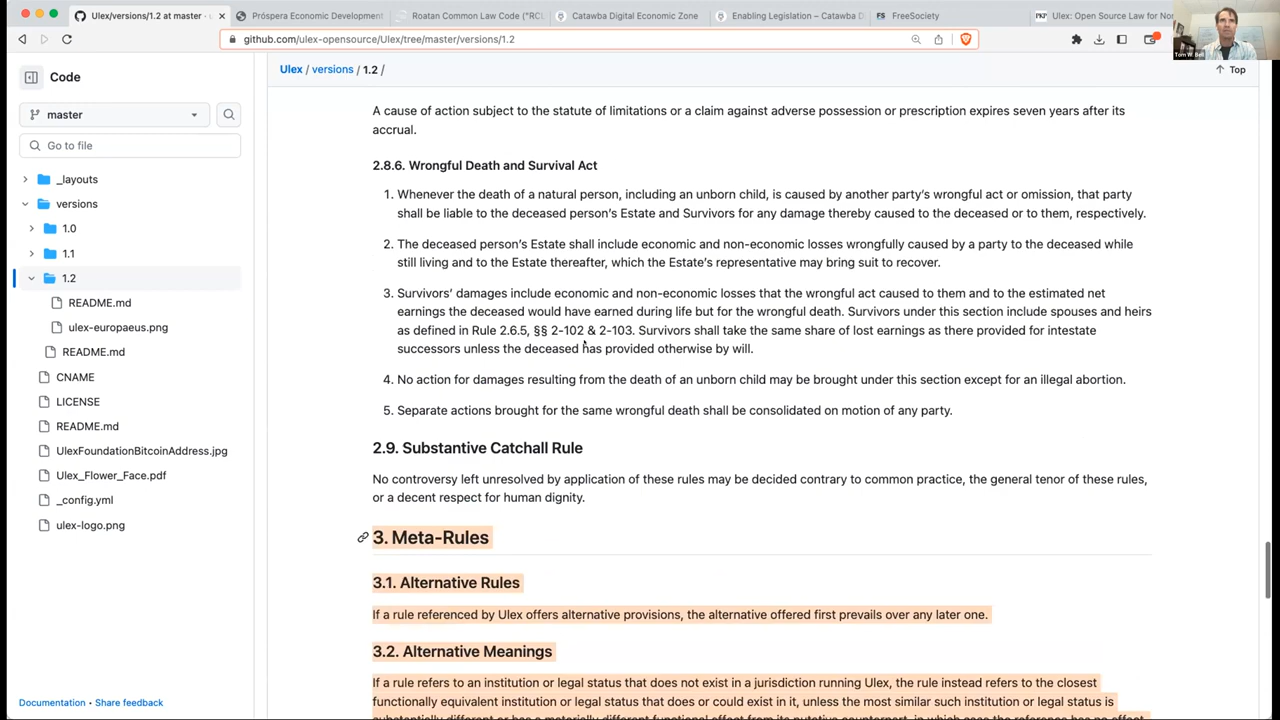 Ulex/versions/1.2 at master ·
Próspera Economic Development
Roatan Common Law Code ("RCL
Catawba Digital Economic Zone
Enabling Legislation – Catawba D
FreeSociety
Ulex: Open Source Law for Non
github.com/ulex-opensource/Ulex/tree/master/versions/1.2
Tom W. Bell
Code
master
Go to file
_layouts
versions
1.0
1.1
1.2
README.md
ulex-europaeus.png
README.md
CNAME
LICENSE
README.md
UlexFoundationBitcoinAddress.jpg
Ulex_Flower_Face.pdf
_config.yml
ulex-logo.png
Documentation · Share feedback
Ulex / versions / 1.2 /
Top
A cause of action subject to the statute of limitations or a claim against adverse possession or prescription expires seven years after its
accrual.
2.8.6. Wrongful Death and Survival Act
1. Whenever the death of a natural person, including an unborn child, is caused by another party's wrongful act or omission, that party
shall be liable to the deceased person's Estate and Survivors for any damage thereby caused to the deceased or to them, respectively.
2. The deceased person's Estate shall include economic and non-economic losses wrongfully caused by a party to the deceased while
still living and to the Estate thereafter, which the Estate's representative may bring suit to recover.
3. Survivors' damages include economic and non-economic losses that the wrongful act caused to them and to the estimated net
earnings the deceased would have earned during life but for the wrongful death. Survivors under this section include spouses and heirs
as defined in Rule 2.6.5, §§ 2-102 & 2-103. Survivors shall take the same share of lost earnings as there provided for intestate
successors unless the deceased has provided otherwise by will.
4. No action for damages resulting from the death of an unborn child may be brought under this section except for an illegal abortion.
5. Separate actions brought for the same wrongful death shall be consolidated on motion of any party.
2.9. Substantive Catchall Rule
No controversy left unresolved by application of these rules may be decided contrary to common practice, the general tenor of these rules,
or a decent respect for human dignity.
3. Meta-Rules
3.1. Alternative Rules
If a rule referenced by Ulex offers alternative provisions, the alternative offered first prevails over any later one.
3.2. Alternative Meanings
If a rule refers to an institution or legal status that does not exist in a jurisdiction running Ulex, the rule instead refers to the closest
functionally equivalent institution or legal status that does or could exist in it, unless the most similar such institution or legal status is